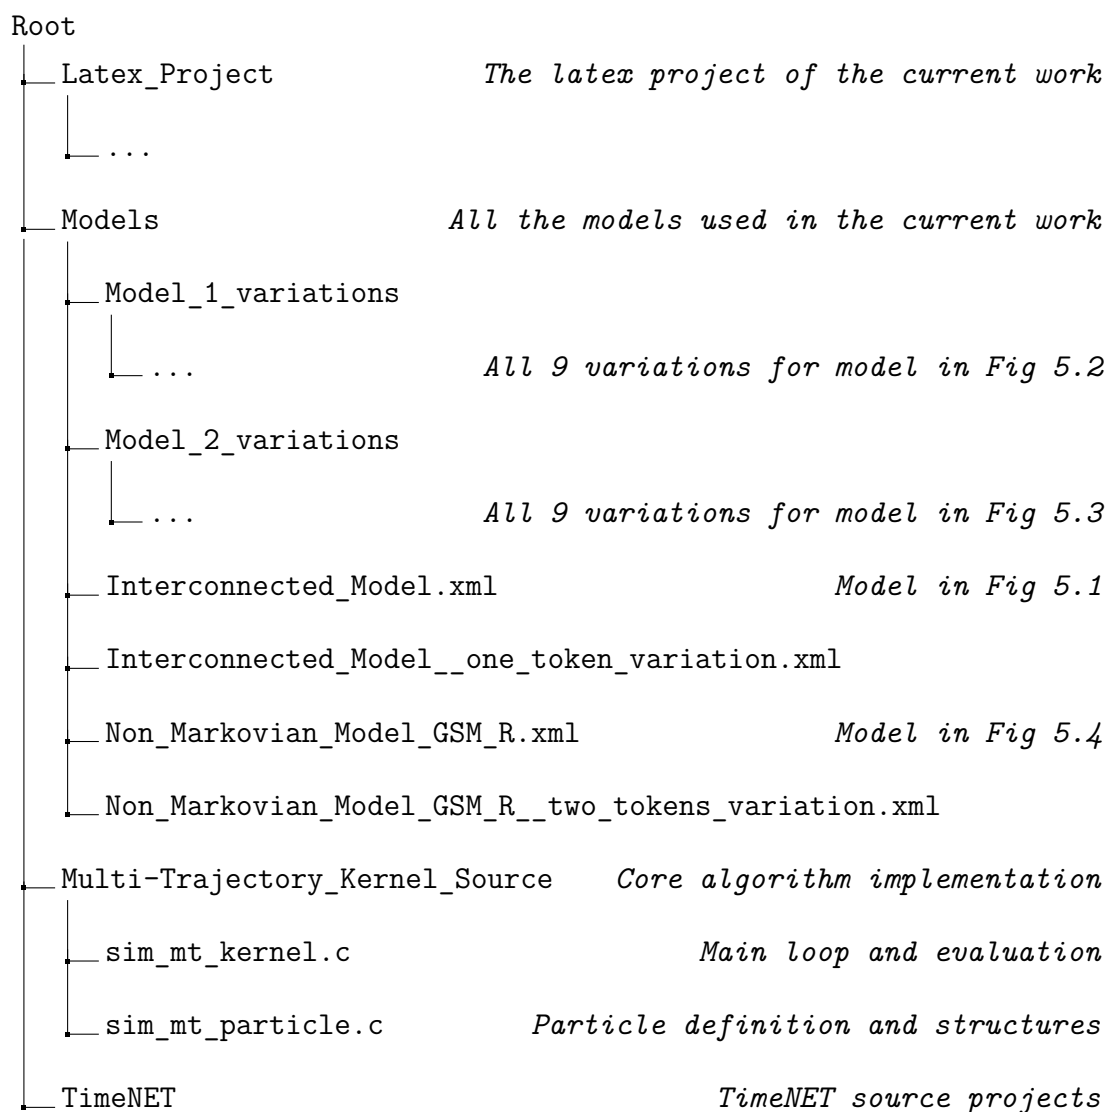 Root
Latex_Project The latex project of the current work
...
Models All the models used in the current work
Model_1_variations
... All 9 variations for model in Fig 5.2
Model_2_variations
... All 9 variations for model in Fig 5.3
Interconnected_Model.xml Model in Fig 5.1
Interconnected_Model__one_token_variation.xml
Non_Markovian_Model_GSM_R.xml Model in Fig 5.4
Non_Markovian_Model_GSM_R__two_tokens_variation.xml
Multi-Trajectory_Kernel_Source Core algorithm implementation
sim_mt_kernel.c Main loop and evaluation
sim_mt_particle.c Particle definition and structures
TimeNET TimeNET source projects